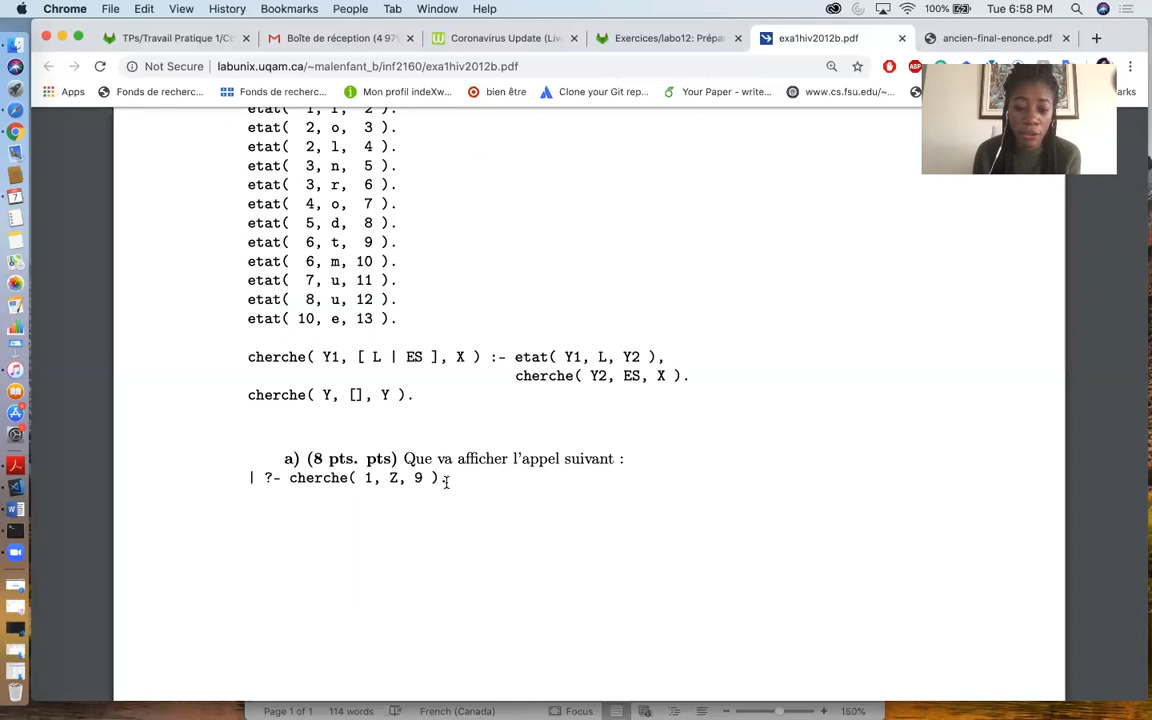 Chrome File Edit View History Bookmarks People Tab Window Help 100% Tue 6:58 PM
TPs/Travail Pratique 1/Co
Boîte de réception (4 97
Coronavirus Update (Liv
Exercices/labo12: Prépar
exa1hiv2012b.pdf
ancien-final-enonce.pdf
Not Secure labunix.uqam.ca/~malenfant_b/inf2160/exa1hiv2012b.pdf
Apps Fonds de recherc... Fonds de recherc... Mon profil indeXw... bien être Clone your Git rep... Your Paper - write... www.cs.fsu.edu/~...
etat( 2, o, 3 ).
etat( 2, l, 4 ).
etat( 3, n, 5 ).
etat( 3, r, 6 ).
etat( 4, o, 7 ).
etat( 5, d, 8 ).
etat( 6, t, 9 ).
etat( 6, m, 10 ).
etat( 7, u, 11 ).
etat( 8, u, 12 ).
etat( 10, e, 13 ).
cherche( Y1, [ L | ES ], X ) :- etat( Y1, L, Y2 ),
cherche( Y2, ES, X ).
cherche( Y, [], Y ).
a) (8 pts. pts) Que va afficher l'appel suivant :
| ?- cherche( 1, Z, 9 ).
Page 1 of 1 114 words French (Canada) Focus 150%